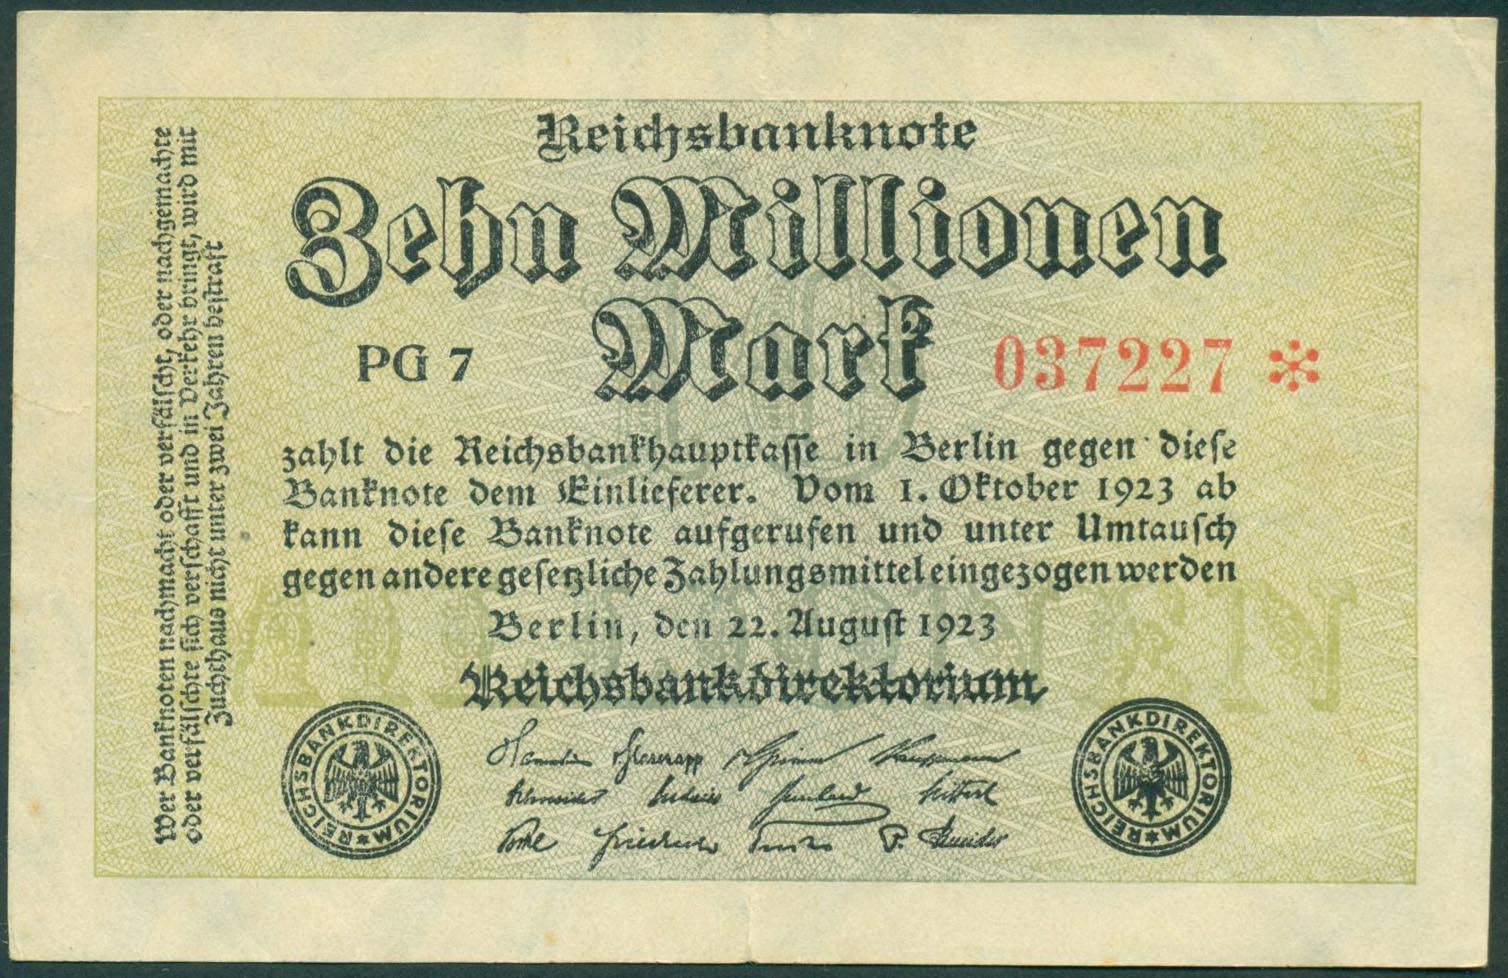 Reichsbanknote
Zehn Millionen
Mark
PG 7
037227 *
zahlt die Reichsbankhauptkasse in Berlin gegen diese
Banknote dem Einlieferer. Vom 1. Oktober 1923 ab
kann diese Banknote aufgerufen und unter Umtausch
gegen andere gesetzliche Zahlungsmittel eingezogen werden
Berlin, den 22. August 1923
Reichsbankdirektorium
REICHSBANKDIREKTORIUM *
REICHSBANKDIREKTORIUM *
Wer Banknoten nachmacht oder verfälscht, oder nachgemachte
oder verfälschte sich verschafft und in Verkehr bringt, wird mit
Zuchthaus nicht unter zwei Jahren bestraft